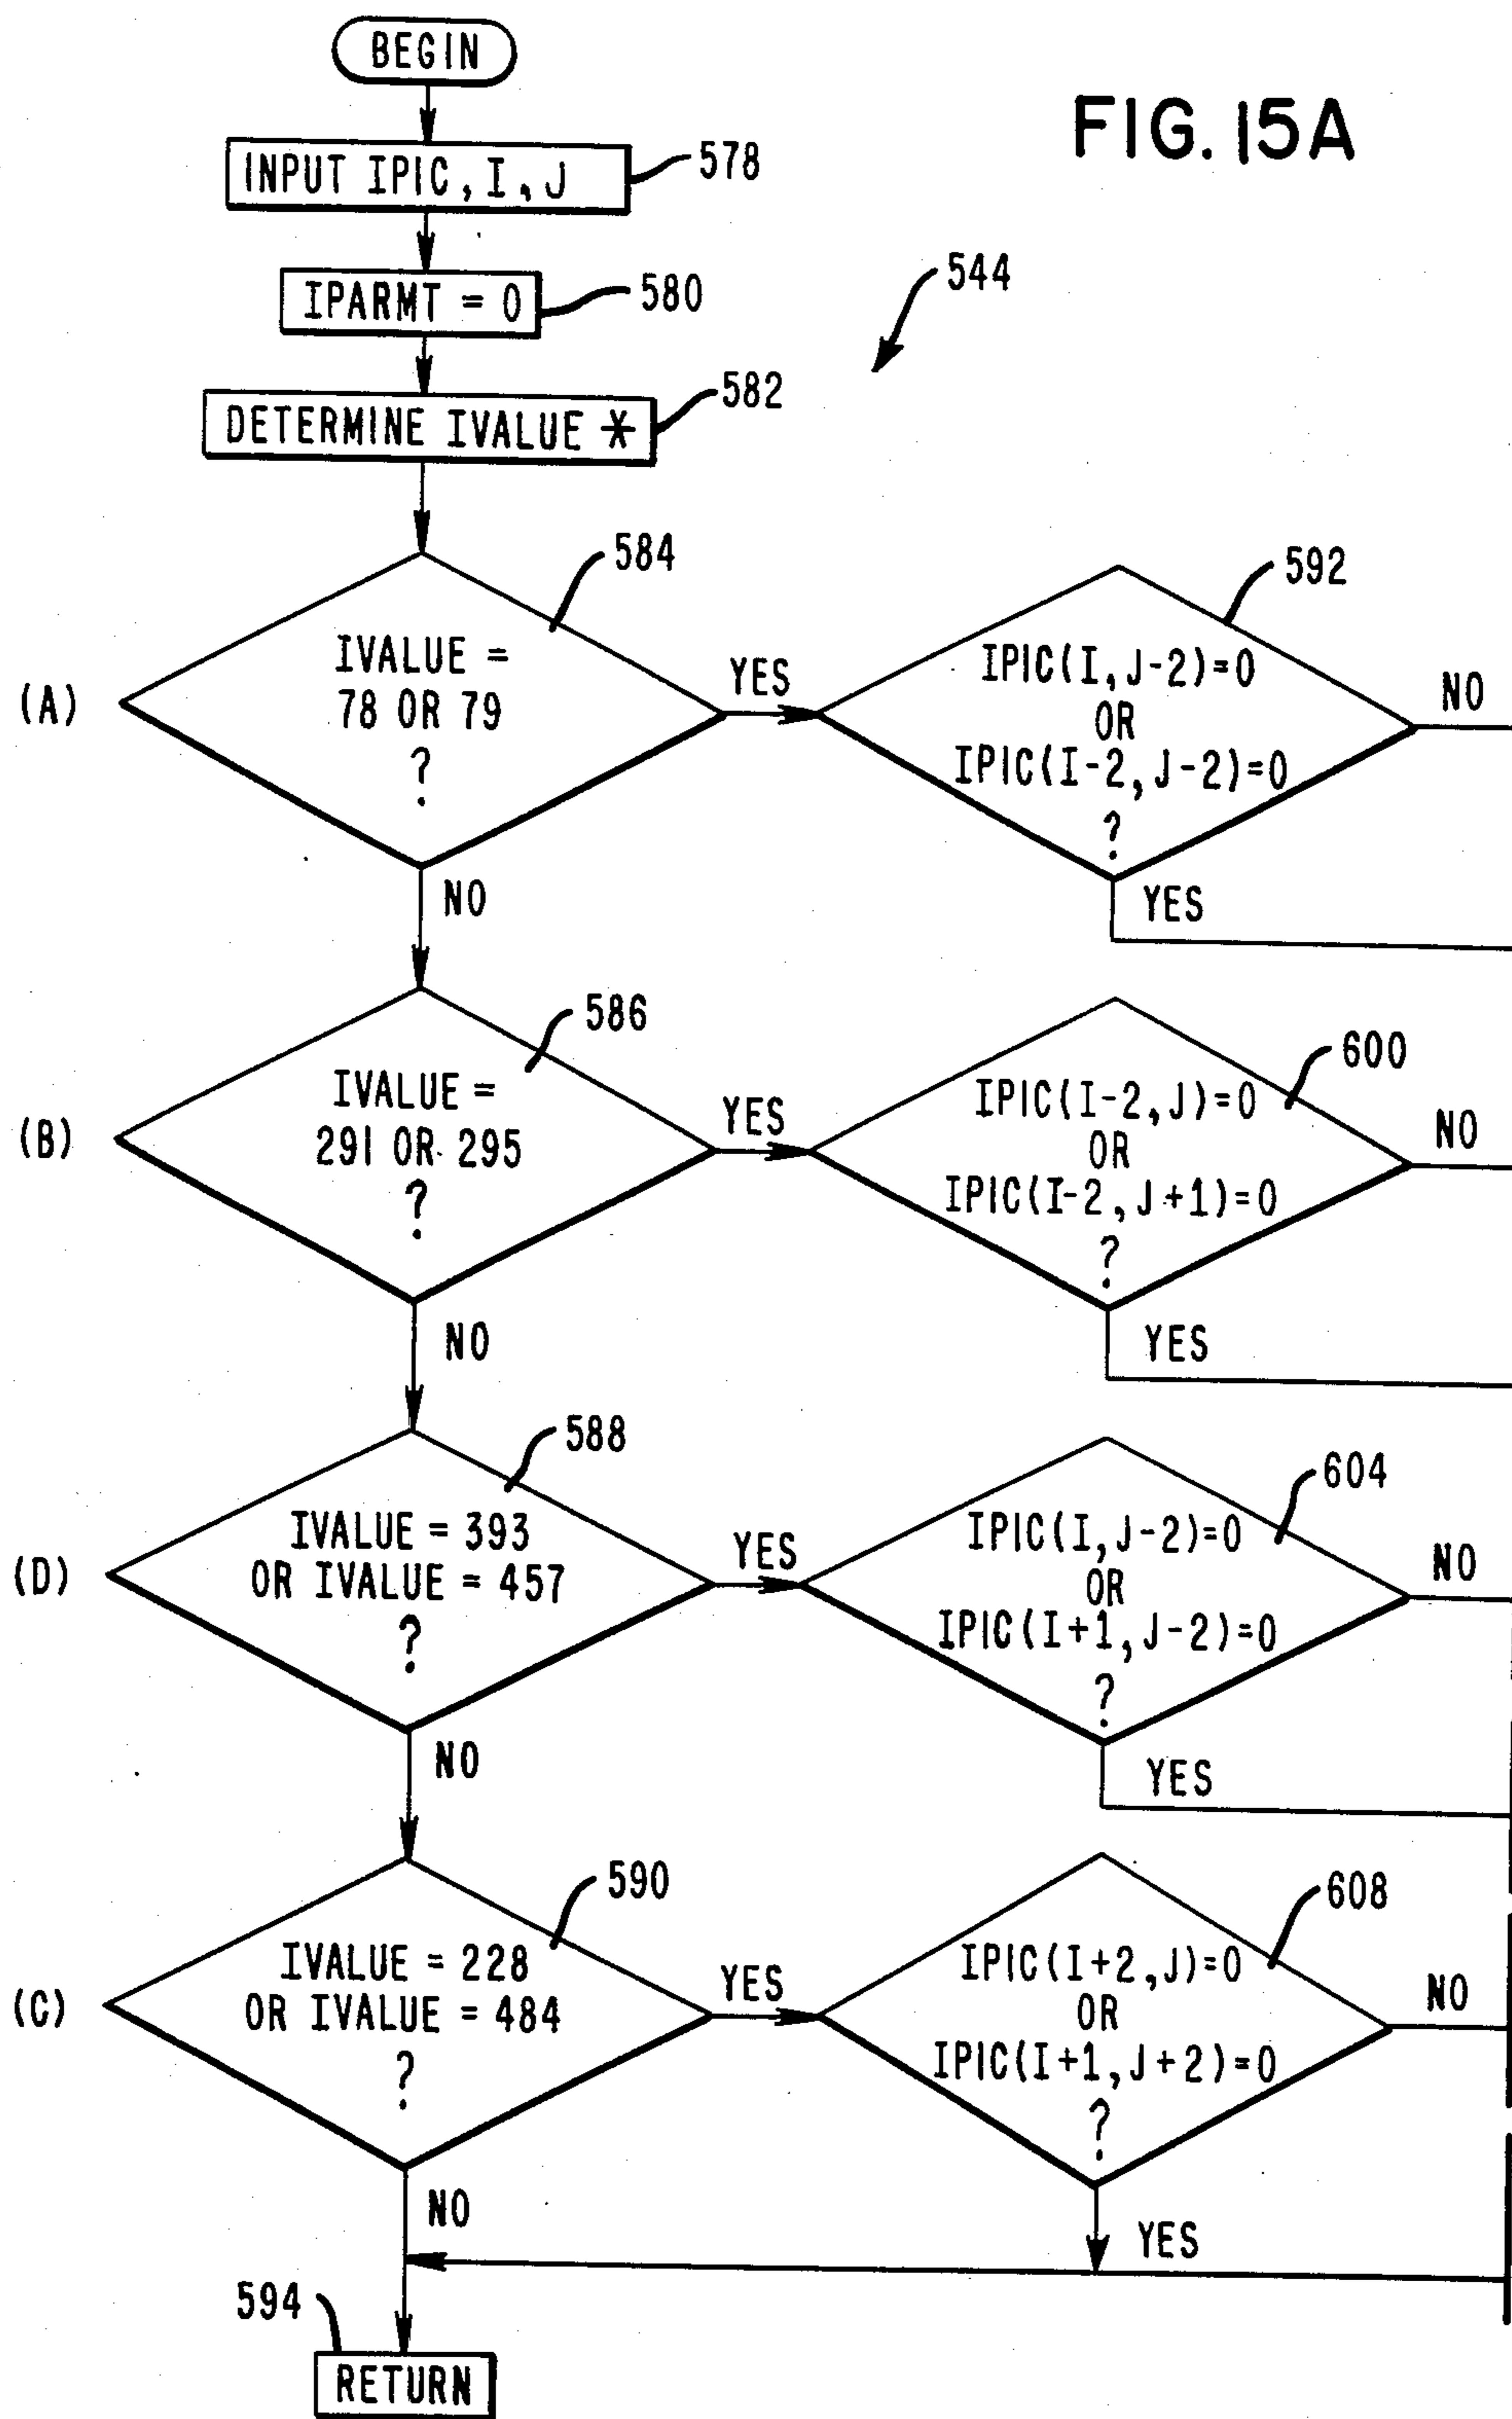 BEGIN
FIG. 15A
INPUT IPIC, I, J
578
IPARMT = 0
580
544
DETERMINE IVALUE *
582
(A)
IVALUE =
78 OR 79
?
584
YES
NO
IPIC(I, J-2)=0
OR
IPIC(I-2, J-2)=0
?
592
NO
YES
(B)
IVALUE =
291 OR 295
?
586
YES
NO
IPIC(I-2, J)=0
OR
IPIC(I-2, J+1)=0
?
600
NO
YES
(D)
IVALUE = 393
OR IVALUE = 457
?
588
YES
NO
IPIC(I, J-2)=0
OR
IPIC(I+1, J-2)=0
?
604
NO
YES
(C)
IVALUE = 228
OR IVALUE = 484
?
590
YES
NO
IPIC(I+2, J)=0
OR
IPIC(I+1, J+2)=0
?
608
NO
YES
594
RETURN